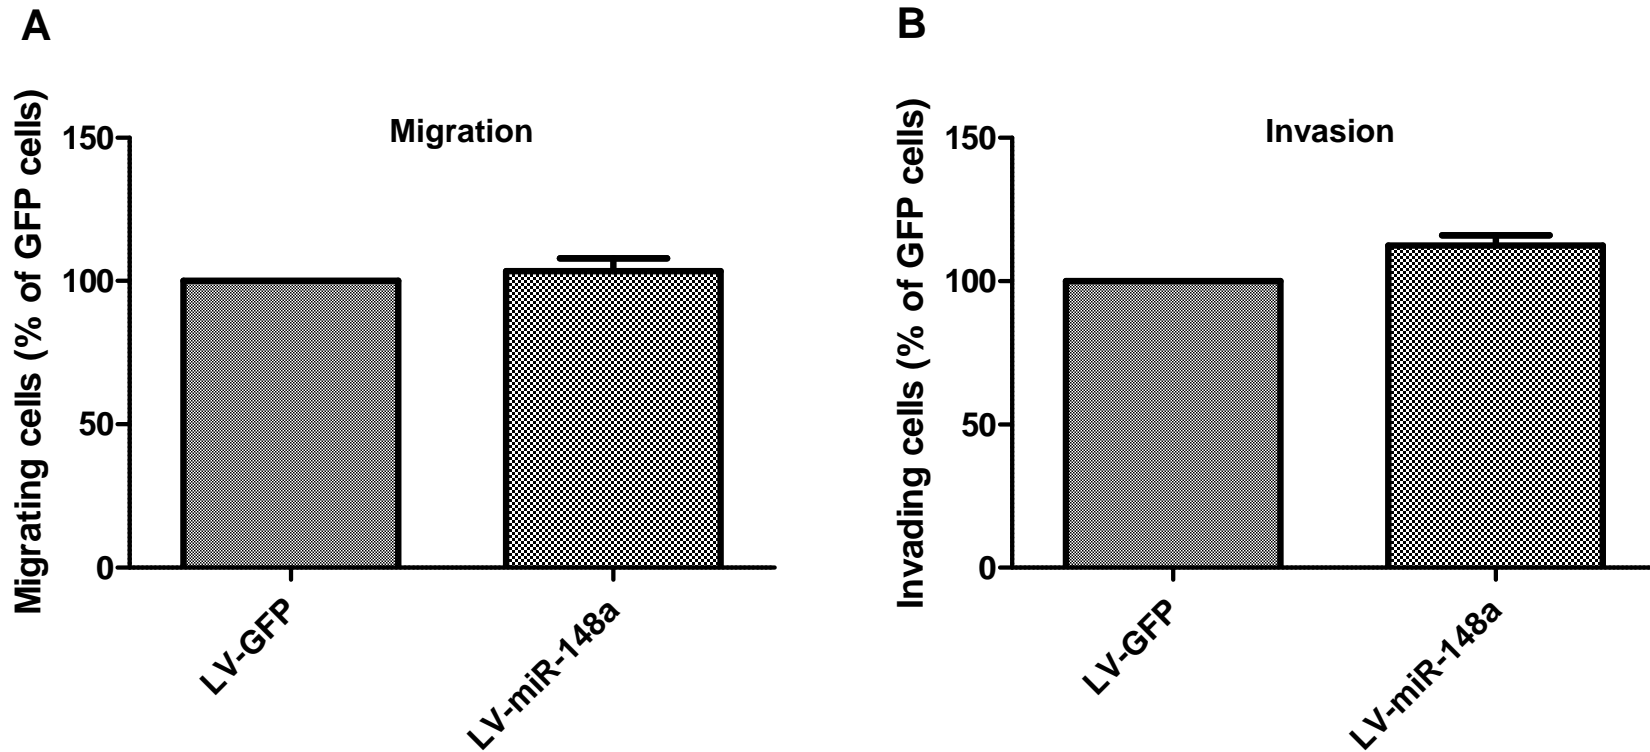 A
Migration
Migrating cells (% of GFP cells)
150
100
50
0
LV-GFP
LV-miR-148a
B
Invasion
Invading cells (% of GFP cells)
150
100
50
0
LV-GFP
LV-miR-148a